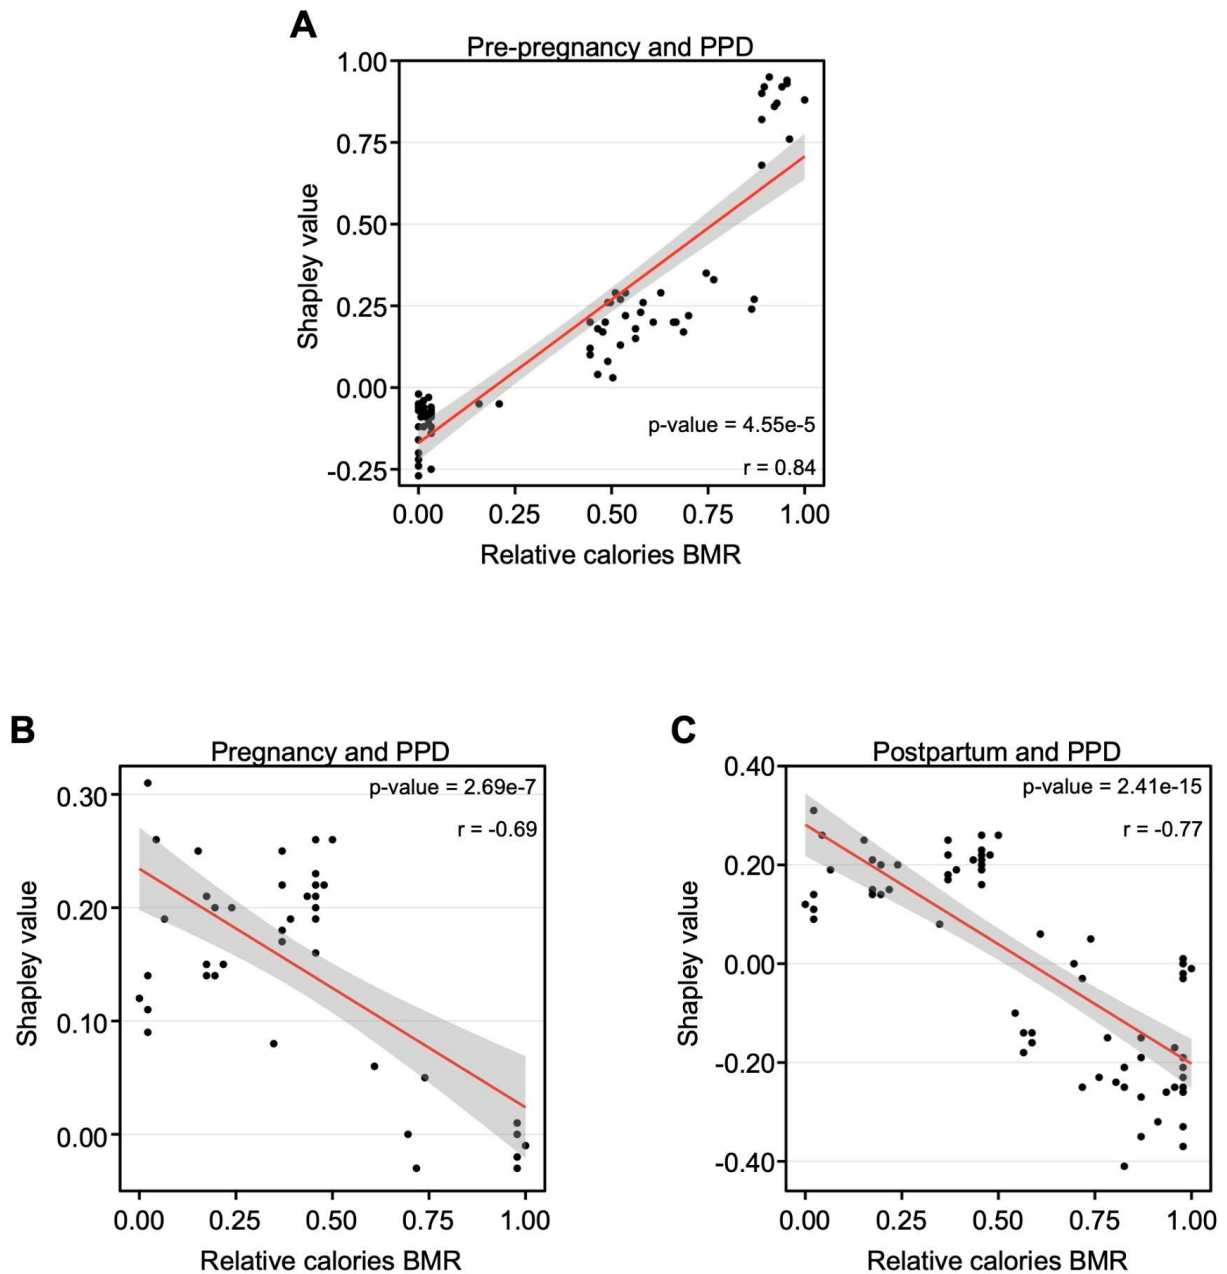 A
Pre-pregnancy and PPD
1.00
0.75
0.50
0.25
0.00
-0.25
Shapley value
p-value = 4.55e-5
r = 0.84
0.00 0.25 0.50 0.75 1.00
Relative calories BMR
B
Pregnancy and PPD
0.30
0.20
0.10
0.00
Shapley value
p-value = 2.69e-7
r = -0.69
0.00 0.25 0.50 0.75 1.00
Relative calories BMR
C
Postpartum and PPD
0.40
0.20
0.00
-0.20
-0.40
Shapley value
p-value = 2.41e-15
r = -0.77
0.00 0.25 0.50 0.75 1.00
Relative calories BMR